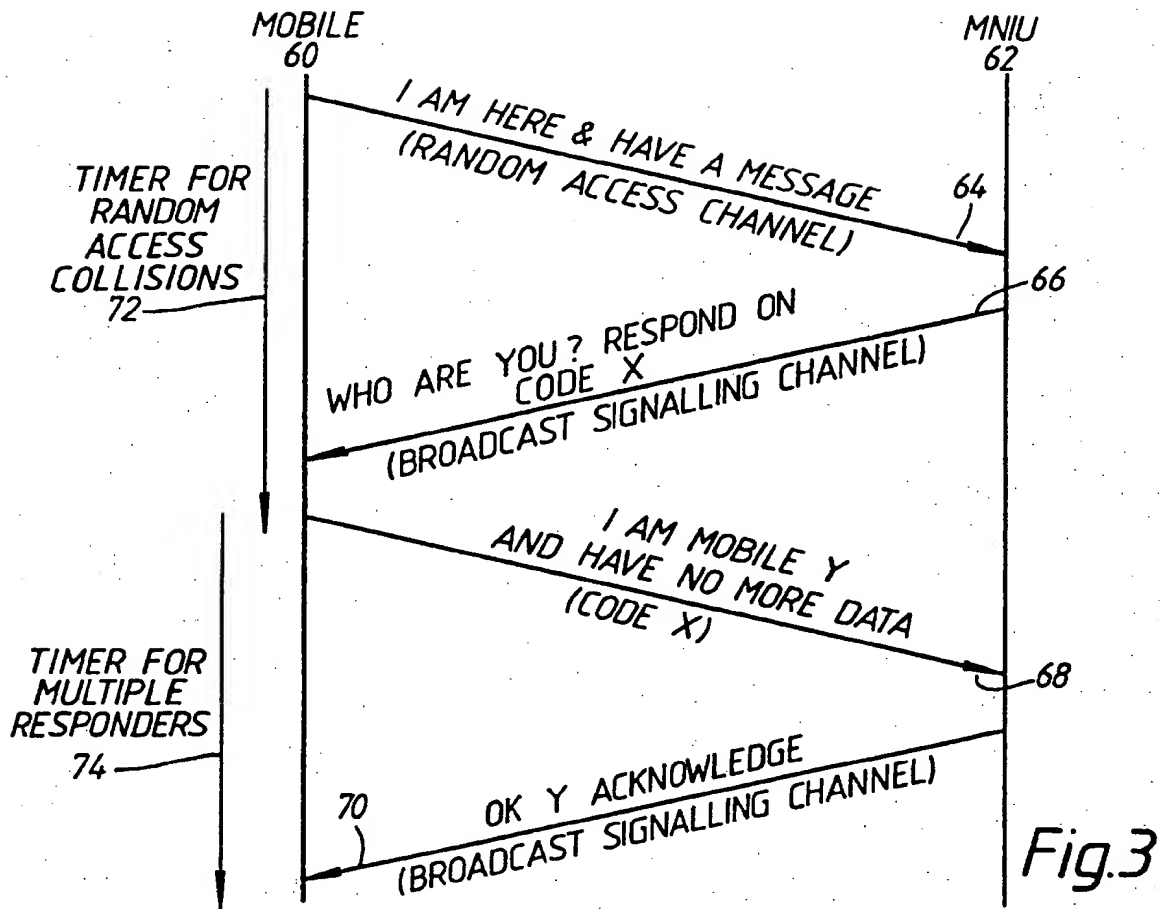 MOBILE
60
MNIU
62
I AM HERE & HAVE A MESSAGE
(RANDOM ACCESS CHANNEL)
64
TIMER FOR
RANDOM
ACCESS
COLLISIONS
72
66
WHO ARE YOU? RESPOND ON
CODE X
(BROADCAST SIGNALLING CHANNEL)
I AM MOBILE Y
AND HAVE NO MORE DATA
(CODE X)
68
TIMER FOR
MULTIPLE
RESPONDERS
74
70
OK Y ACKNOWLEDGE
(BROADCAST SIGNALLING CHANNEL)
Fig.3